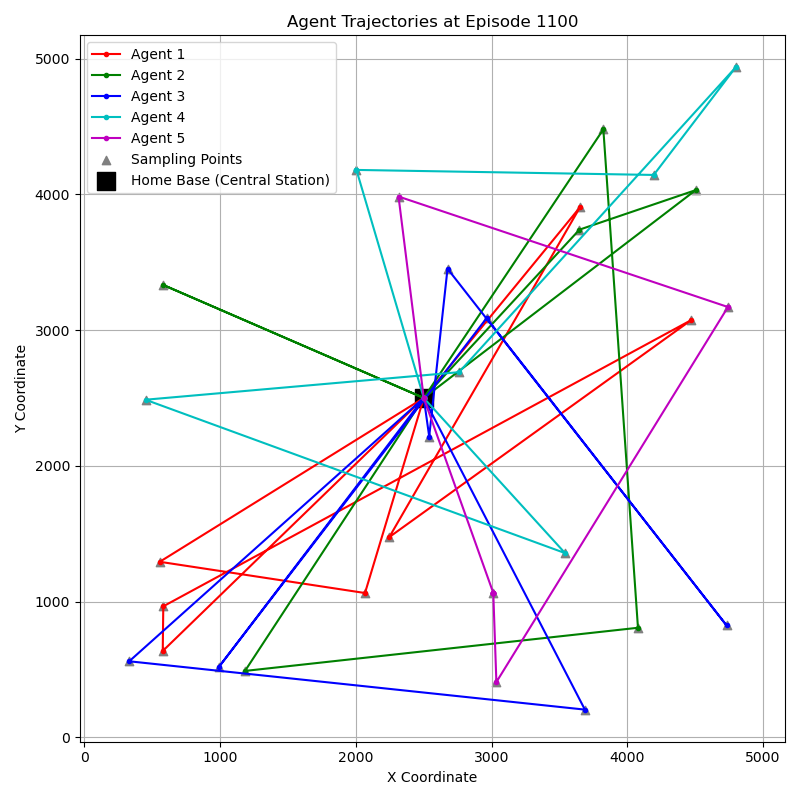 Agent Trajectories at Episode 1100
Agent 1
Agent 2
Agent 3
Agent 4
Agent 5
Sampling Points
Home Base (Central Station)
Y Coordinate
5000
4000
3000
2000
1000
0
0 1000 2000 3000 4000 5000
X Coordinate